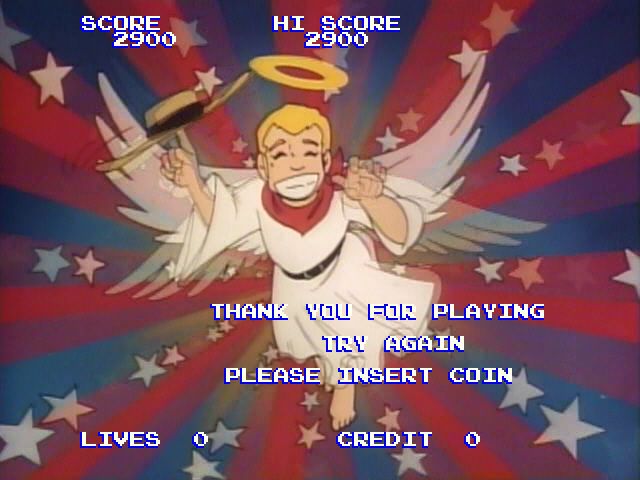 SCORE HI SCORE
2900 2900
THANK YOU FOR PLAYING
TRY AGAIN
PLEASE INSERT COIN
LIVES 0 CREDIT 0